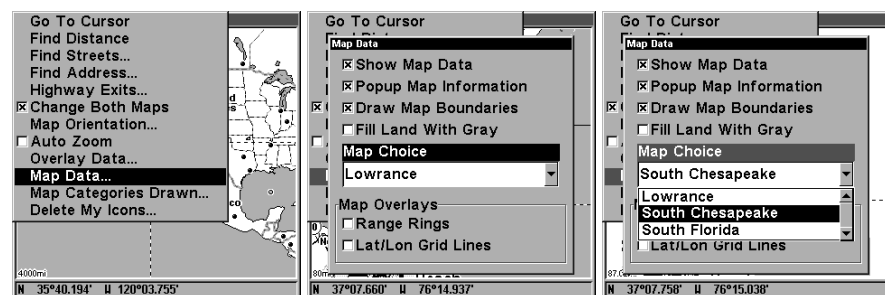 Go To Cursor
Find Distance
Find Streets...
Find Address...
Highway Exits...
Change Both Maps
Map Orientation...
Auto Zoom
Overlay Data...
Map Data...
Map Categories Drawn...
Delete My Icons...
4000mi
N 35°40.194' W 120°03.755'
Go To Cursor
Map Data
Show Map Data
Popup Map Information
Draw Map Boundaries
Fill Land With Gray
Map Choice
Lowrance
Map Overlays
Range Rings
Lat/Lon Grid Lines
N 37°07.660' W 76°14.937'
Go To Cursor
Map Data
Show Map Data
Popup Map Information
Draw Map Boundaries
Fill Land With Gray
Map Choice
South Chesapeake
Lowrance
South Chesapeake
South Florida
Lat/Lon Grid Lines
N 37°07.758' W 76°15.038'